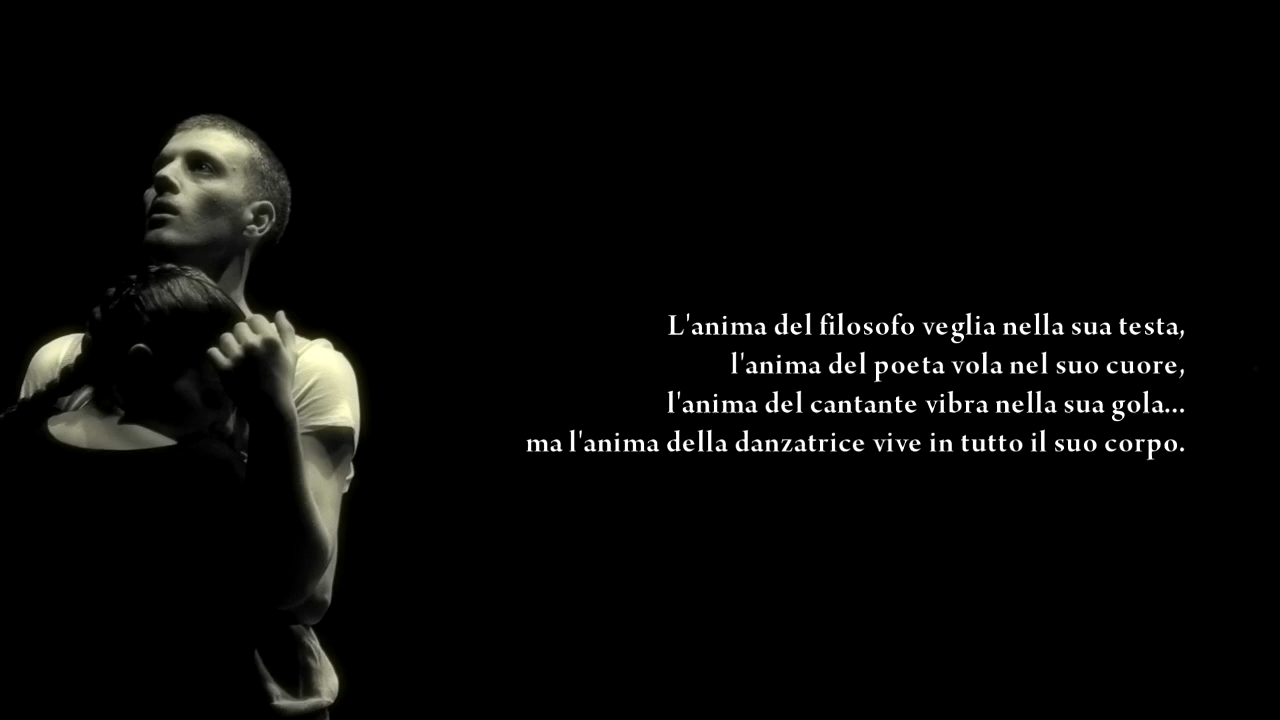 L'anima del filosofo veglia nella sua testa,
l'anima del poeta vola nel suo cuore,
l'anima del cantante vibra nella sua gola...
ma l'anima della danzatrice vive in tutto il suo corpo.